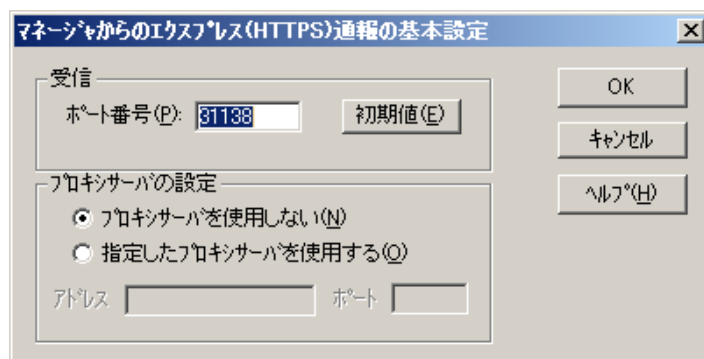 ﾏﾈｰｼﾞｬからのｴｸｽﾌﾟﾚｽ(HTTPS)通報の基本設定
受信
ﾎﾟｰﾄ番号(P): 31138 初期値(E)
OK
ｷｬﾝｾﾙ
ﾍﾙﾌﾟ(H)
ﾌﾟﾛｷｼｻｰﾊﾞの設定
ﾌﾟﾛｷｼｻｰﾊﾞを使用しない(N)
指定したﾌﾟﾛｷｼｻｰﾊﾞを使用する(O)
ｱﾄﾞﾚｽ ﾎﾟｰﾄ